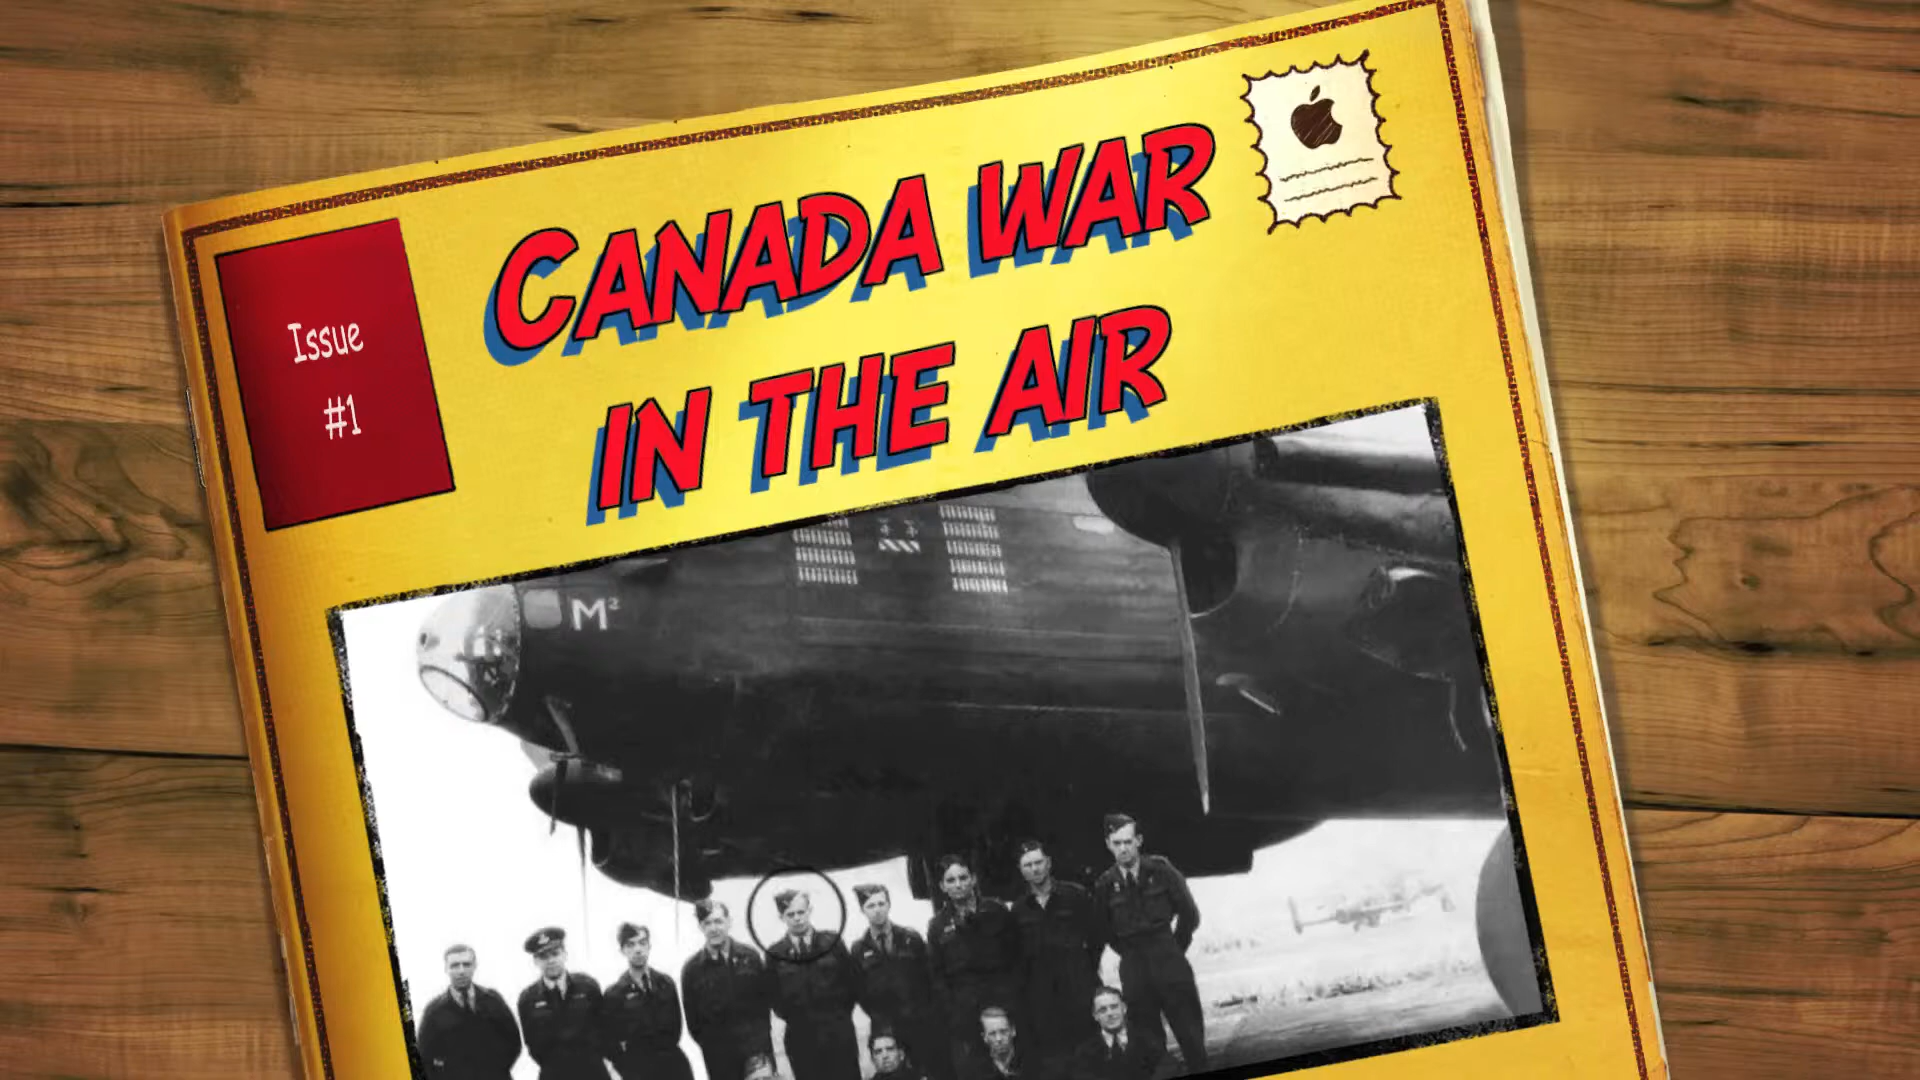 Issue
#1
CANADA WAR
IN THE AIR
M²